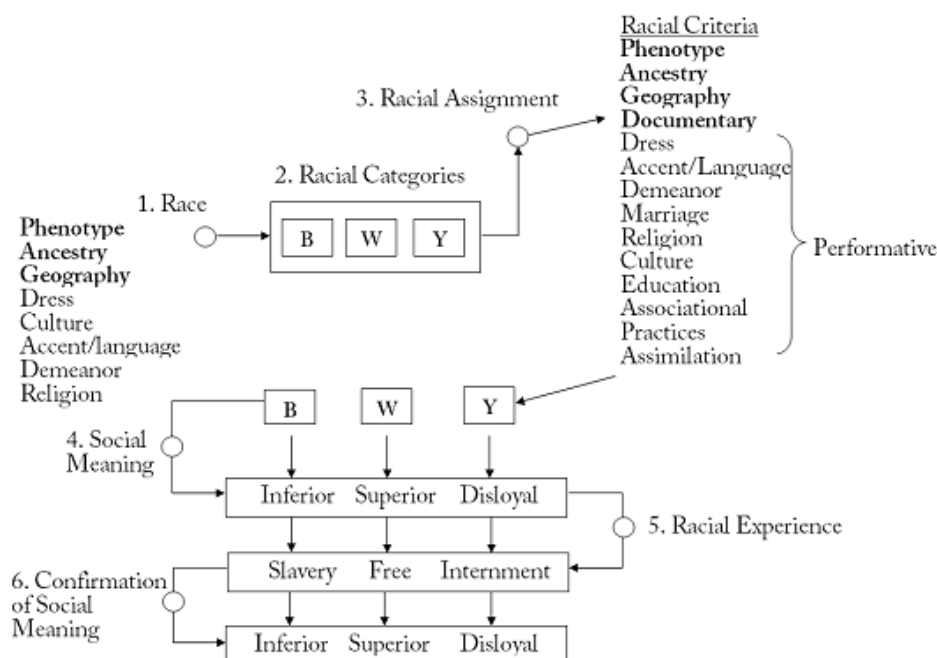 Racial Criteria
Phenotype
Ancestry
Geography
Documentary
Dress
Accent/Language
Demeanor
Marriage
Religion
Culture
Education
Associational
Practices
Assimilation
Performative
3. Racial Assignment
2. Racial Categories
B W Y
1. Race
Phenotype
Ancestry
Geography
Dress
Culture
Accent/language
Demeanor
Religion
B W Y
4. Social
Meaning
Inferior Superior Disloyal
5. Racial Experience
Slavery Free Internment
6. Confirmation
of Social
Meaning
Inferior Superior Disloyal